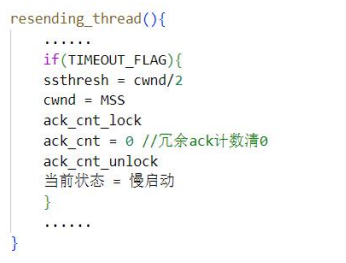 resending_thread(){
......
if(TIMEOUT_FLAG){
ssthresh = cwnd/2
cwnd = MSS
ack_cnt_lock
ack_cnt = 0 //冗余ack计数清0
ack_cnt_unlock
当前状态 = 慢启动
}
......
}